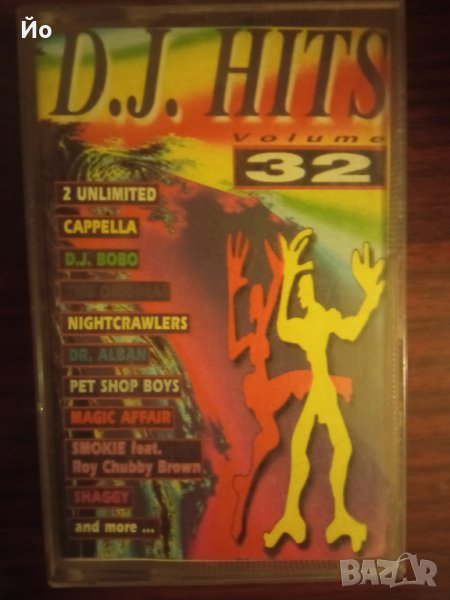 Йо
D.J. HITS
Volume
32
2 UNLIMITED
CAPPELLA
D.J. BOBO
NIGHTCRAWLERS
DR. ALBAN
PET SHOP BOYS
MAGIC AFFAIR
SMOKIE feat.
Roy Chubby Brown
SHAGGY
and more ...
BAZAR